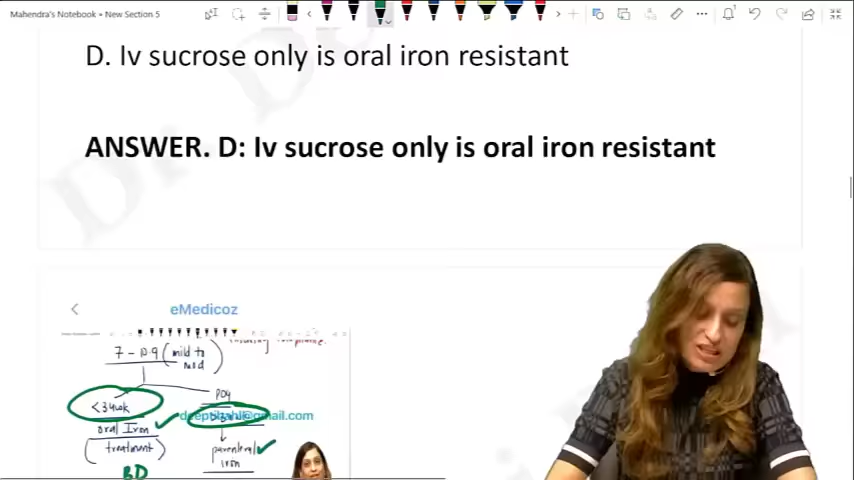 Mahendra's Notebook • New Section 5
D. Iv sucrose only is oral iron resistant
ANSWER. D: Iv sucrose only is oral iron resistant
eMedicoz
7 - 10.9 (mild to
mod)
POG
<34wk
oral Iron
parenteral
(treatment)
iron
BD